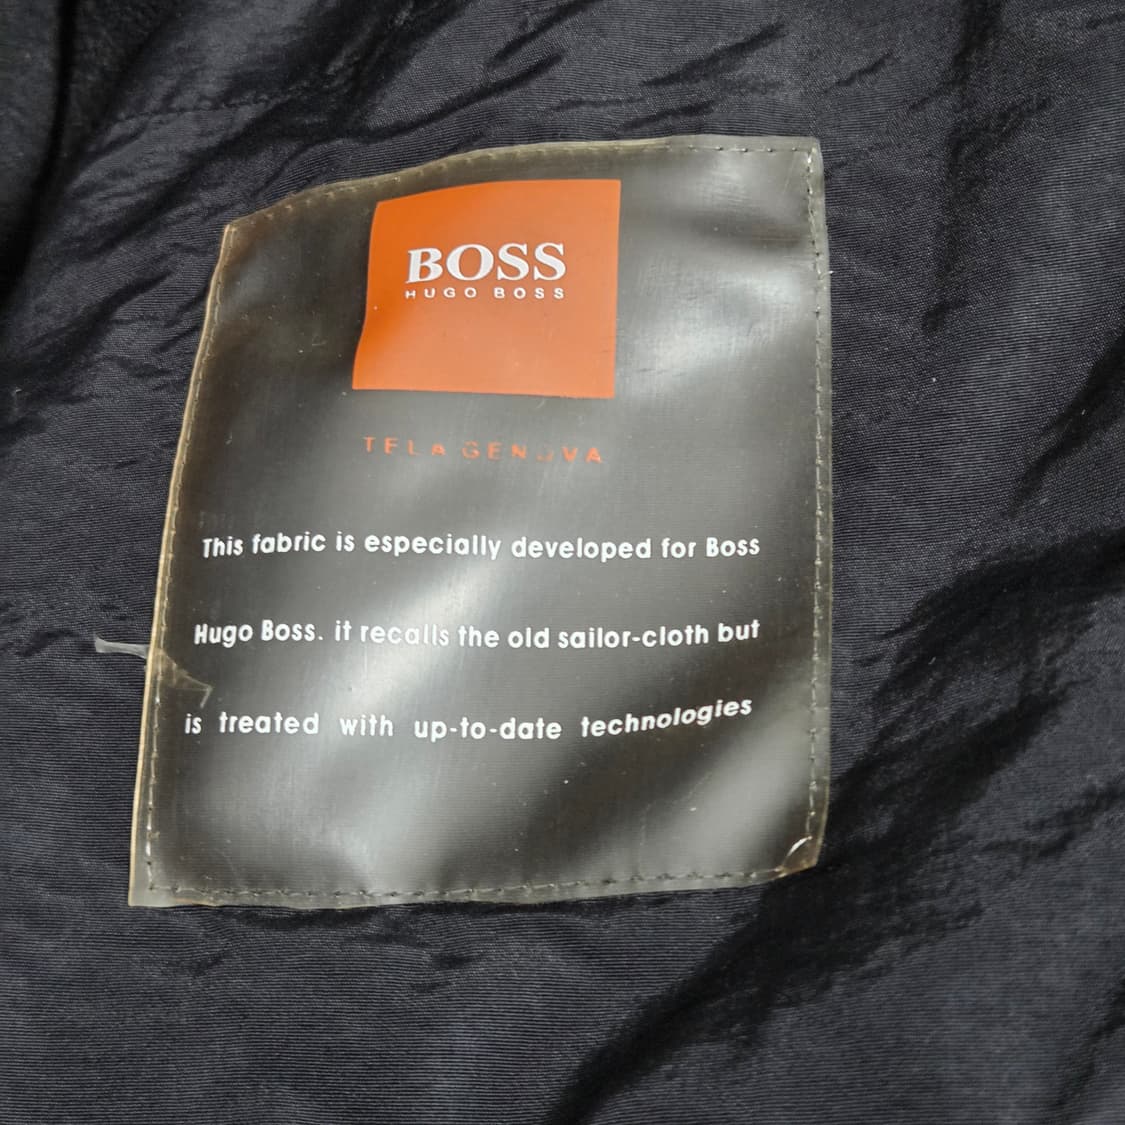 BOSS
HUGO BOSS
TELA GENOVA
This fabric is especially developed for Boss
Hugo Boss. it recalls the old sailor-cloth but
is treated with up-to-date technologies